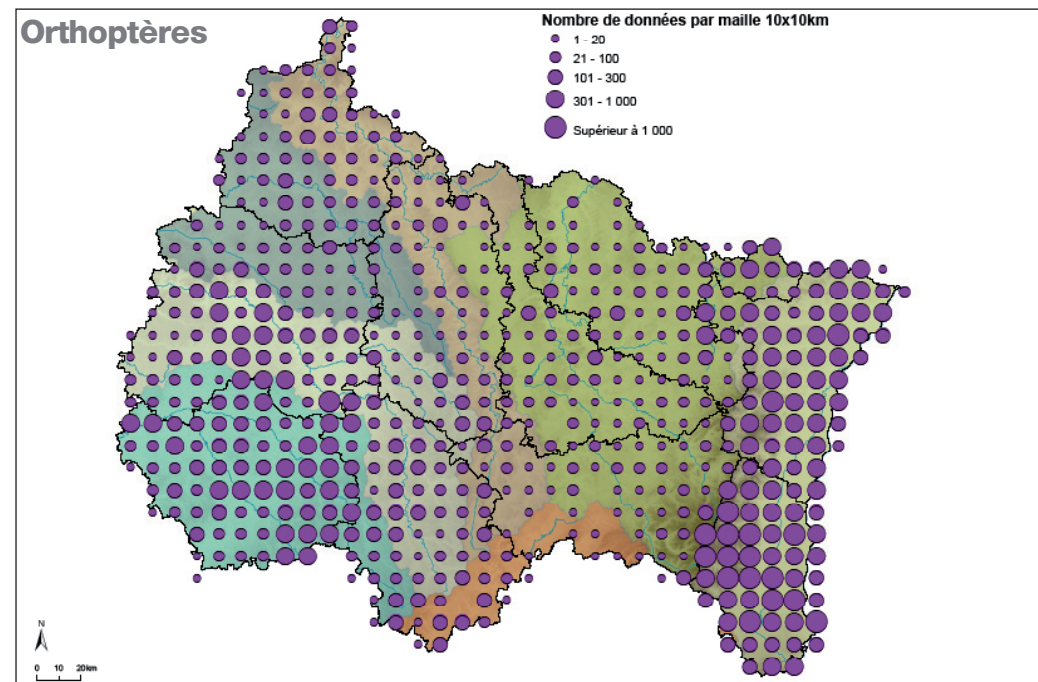 Orthoptères
Nombre de données par maille 10x10km
1 - 20
21 - 100
101 - 300
301 - 1 000
Supérieur à 1 000
N
0 10 20km